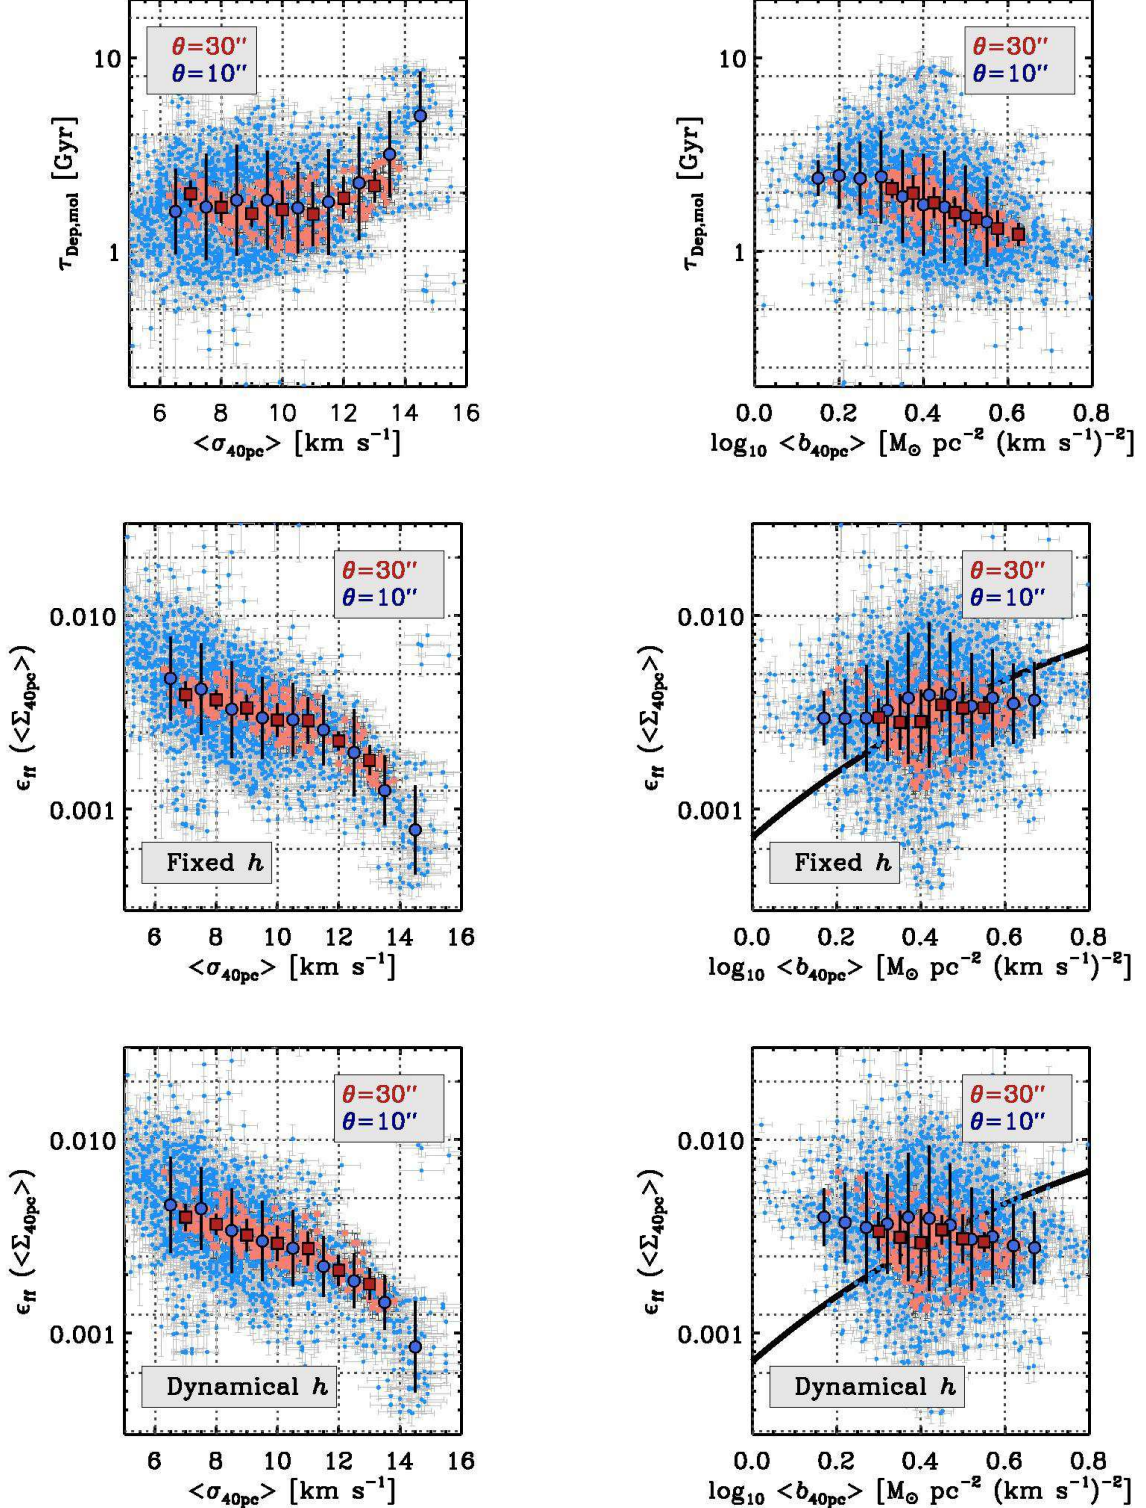 θ=30″
θ=10″
10
1
τDep,mol [Gyr]
6 8 10 12 14 16
<σ40pc> [km s⁻¹]
θ=30″
θ=10″
10
1
τDep,mol [Gyr]
0.0 0.2 0.4 0.6 0.8
log₁₀ <b40pc> [M⊙ pc⁻² (km s⁻¹)⁻²]
θ=30″
θ=10″
0.010
0.001
ϵff (<Σ40pc>)
Fixed h
6 8 10 12 14 16
<σ40pc> [km s⁻¹]
θ=30″
θ=10″
0.010
0.001
ϵff (<Σ40pc>)
Fixed h
0.0 0.2 0.4 0.6 0.8
log₁₀ <b40pc> [M⊙ pc⁻² (km s⁻¹)⁻²]
θ=30″
θ=10″
0.010
0.001
ϵff (<Σ40pc>)
Dynamical h
6 8 10 12 14 16
<σ40pc> [km s⁻¹]
θ=30″
θ=10″
0.010
0.001
ϵff (<Σ40pc>)
Dynamical h
0.0 0.2 0.4 0.6 0.8
log₁₀ <b40pc> [M⊙ pc⁻² (km s⁻¹)⁻²]